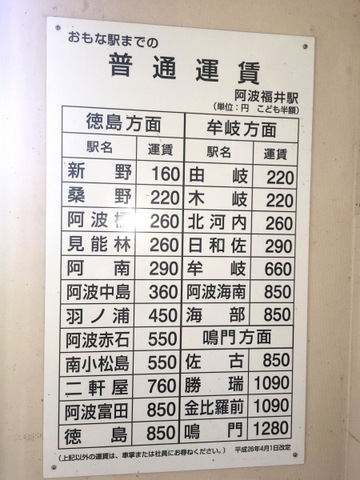 おもな駅までの
普通運賃
阿波福井駅
(単位:円 こども半額)
徳島方面 牟岐方面
駅名 運賃 駅名 運賃
新野 160 由岐 220
桑野 220 木岐 220
阿波橘 260 北河内 260
見能林 260 日和佐 290
阿南 290 牟岐 660
阿波中島 360 阿波海南 850
羽ノ浦 450 海部 850
阿波赤石 550 鳴門方面
南小松島 550 佐古 850
二軒屋 760 勝瑞 1090
阿波富田 850 金比羅前 1090
徳島 850 鳴門 1280
(上記以外の運賃は、車掌または社員にお尋ねください。) 平成26年4月1日改定